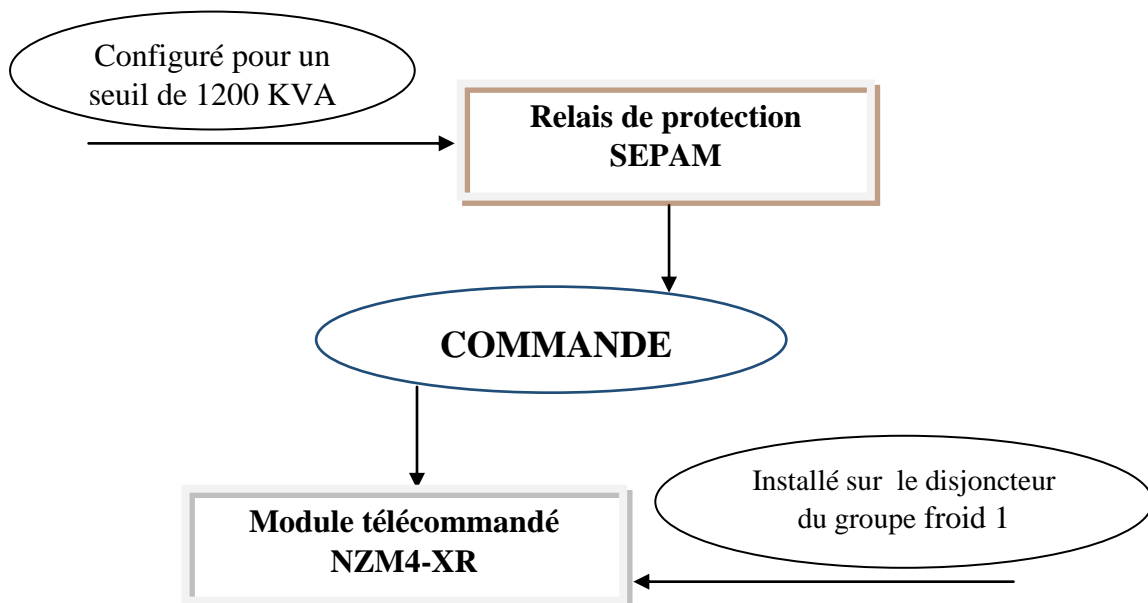 Configuré pour un
seuil de 1200 KVA
Relais de protection
SEPAM
COMMANDE
Installé sur le disjoncteur
du groupe froid 1
Module télécommandé
NZM4-XR